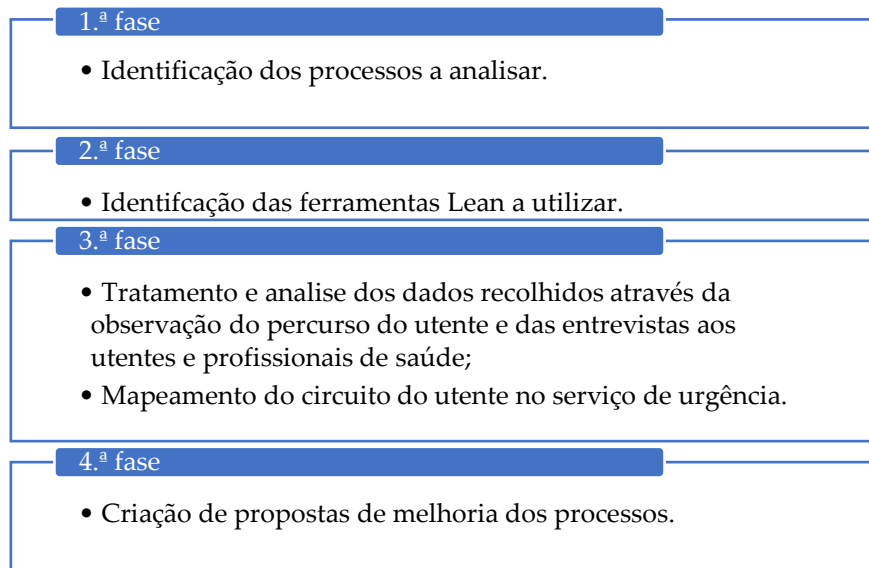 1.ª fase
• Identificação dos processos a analisar.
2.ª fase
• Identifcação das ferramentas Lean a utilizar.
3.ª fase
• Tratamento e analise dos dados recolhidos através da
observação do percurso do utente e das entrevistas aos
utentes e profissionais de saúde;
• Mapeamento do circuito do utente no serviço de urgência.
4.ª fase
• Criação de propostas de melhoria dos processos.